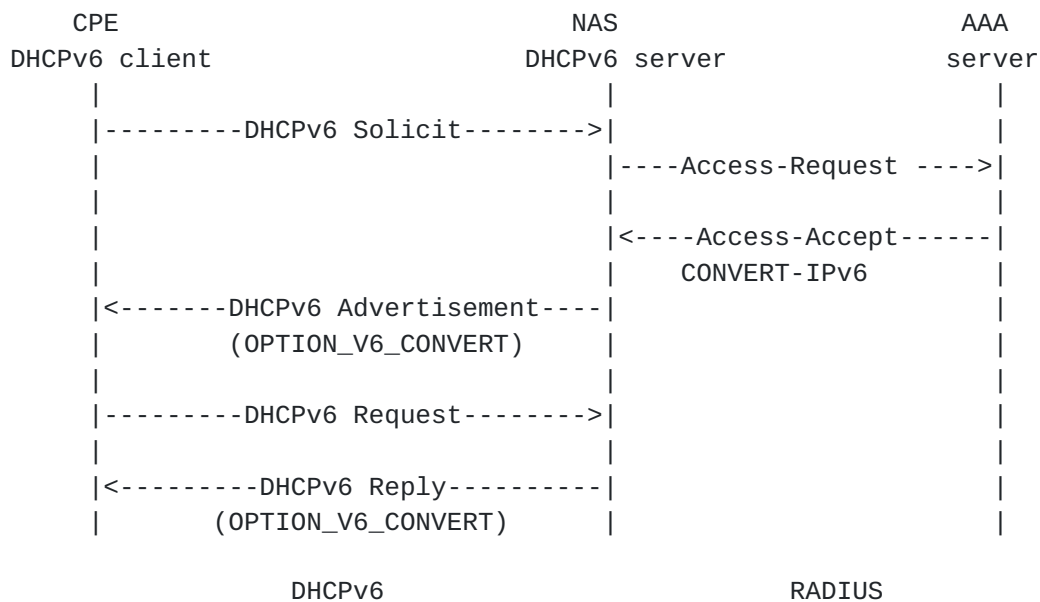 CPE NAS AAA
DHCPv6 client DHCPv6 server server
| | |
|---------DHCPv6 Solicit-------->| |
| |----Access-Request ---->|
| | |
| |<----Access-Accept------|
| | CONVERT-IPv6 |
|<-------DHCPv6 Advertisement----| |
| (OPTION_V6_CONVERT) | |
| | |
|---------DHCPv6 Request-------->| |
| | |
|<---------DHCPv6 Reply----------| |
| (OPTION_V6_CONVERT) | |
DHCPv6 RADIUS